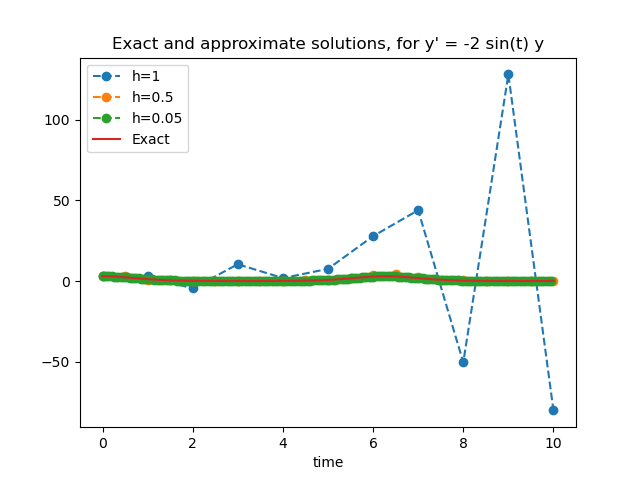 Exact and approximate solutions, for y' = -2 sin(t) y
h=1
h=0.5
h=0.05
Exact
100
50
0
−50
0 2 4 6 8 10
time